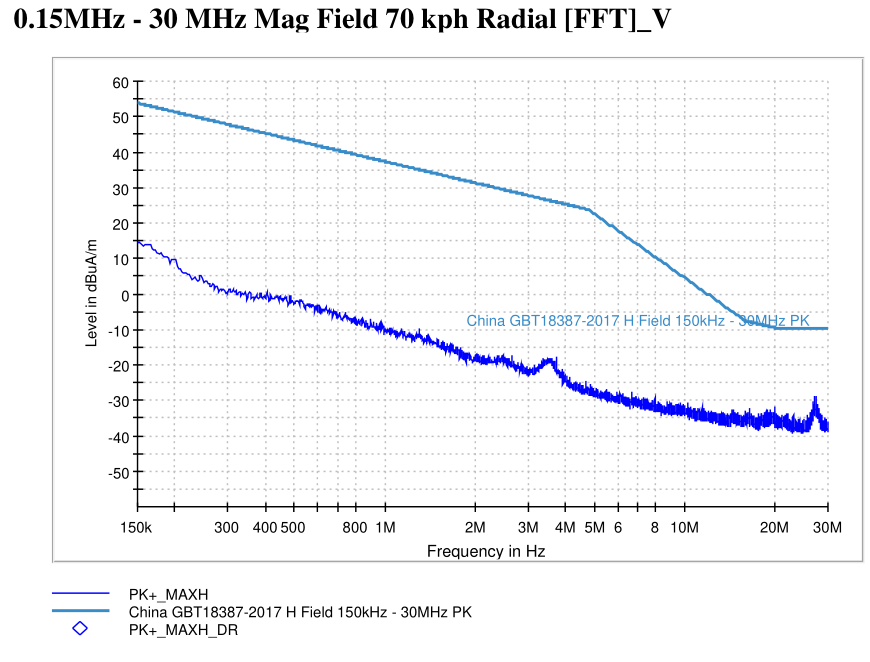 0.15MHz - 30 MHz Mag Field 70 kph Radial [FFT]_V
60
50
40
30
20
10
0
-10
-20
-30
-40
-50
Level in dBuA/m
China GBT18387-2017 H Field 150kHz - 30MHz PK
150k 300 400 500 800 1M 2M 3M 4M 5M 6 8 10M 20M 30M
Frequency in Hz
PK+_MAXH
China GBT18387-2017 H Field 150kHz - 30MHz PK
PK+_MAXH_DR